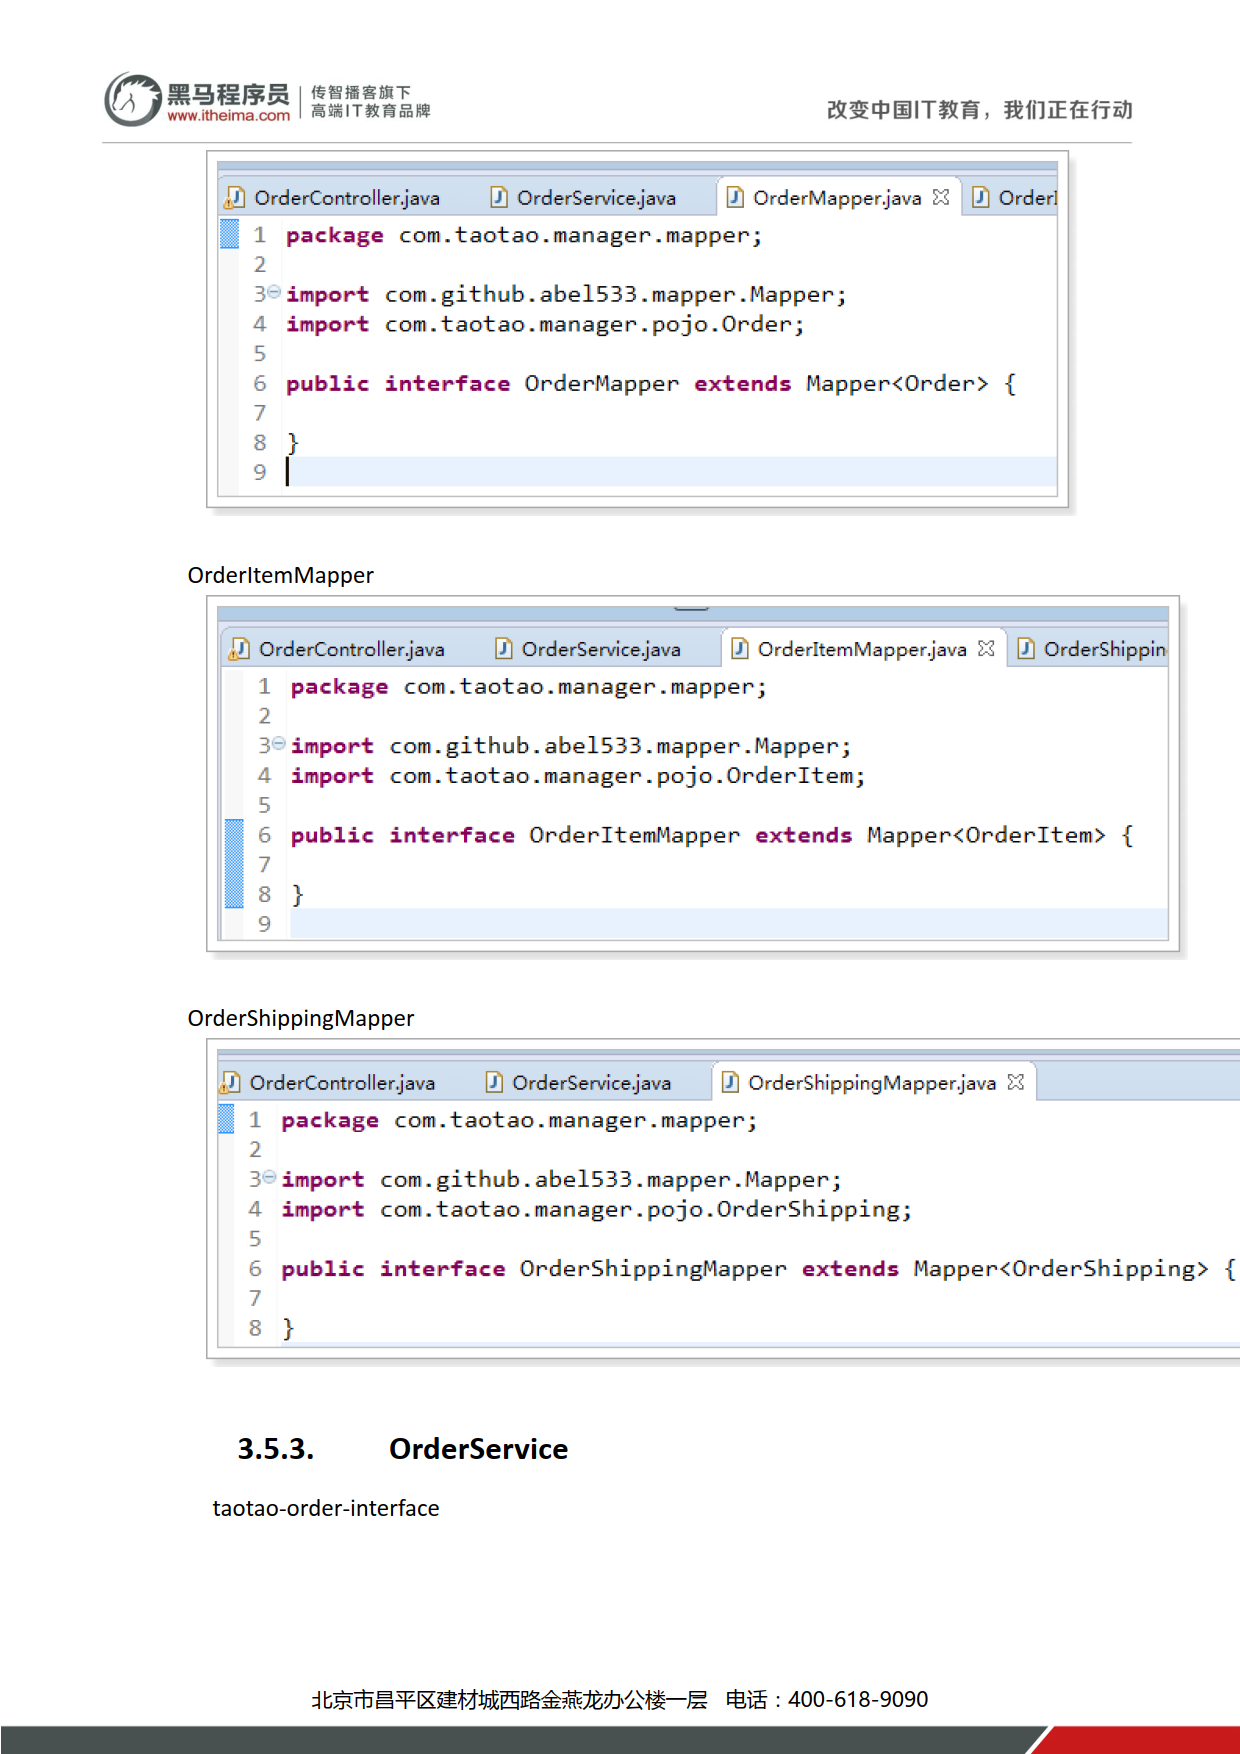 黑马程序员
www.itheima.com
传智播客旗下
高端IT教育品牌
改变中国IT教育，我们正在行动
OrderController.java OrderService.java OrderMapper.java OrderI
1 package com.taotao.manager.mapper;
2
3 import com.github.abel533.mapper.Mapper;
4 import com.taotao.manager.pojo.Order;
5
6 public interface OrderMapper extends Mapper<Order> {
7
8 }
9
OrderItemMapper
OrderController.java OrderService.java OrderItemMapper.java OrderShippin
1 package com.taotao.manager.mapper;
2
3 import com.github.abel533.mapper.Mapper;
4 import com.taotao.manager.pojo.OrderItem;
5
6 public interface OrderItemMapper extends Mapper<OrderItem> {
7
8 }
9
OrderShippingMapper
OrderController.java OrderService.java OrderShippingMapper.java
1 package com.taotao.manager.mapper;
2
3 import com.github.abel533.mapper.Mapper;
4 import com.taotao.manager.pojo.OrderShipping;
5
6 public interface OrderShippingMapper extends Mapper<OrderShipping> {
7
8 }
3.5.3. OrderService
taotao-order-interface
北京市昌平区建材城西路金燕龙办公楼一层 电话：400-618-9090